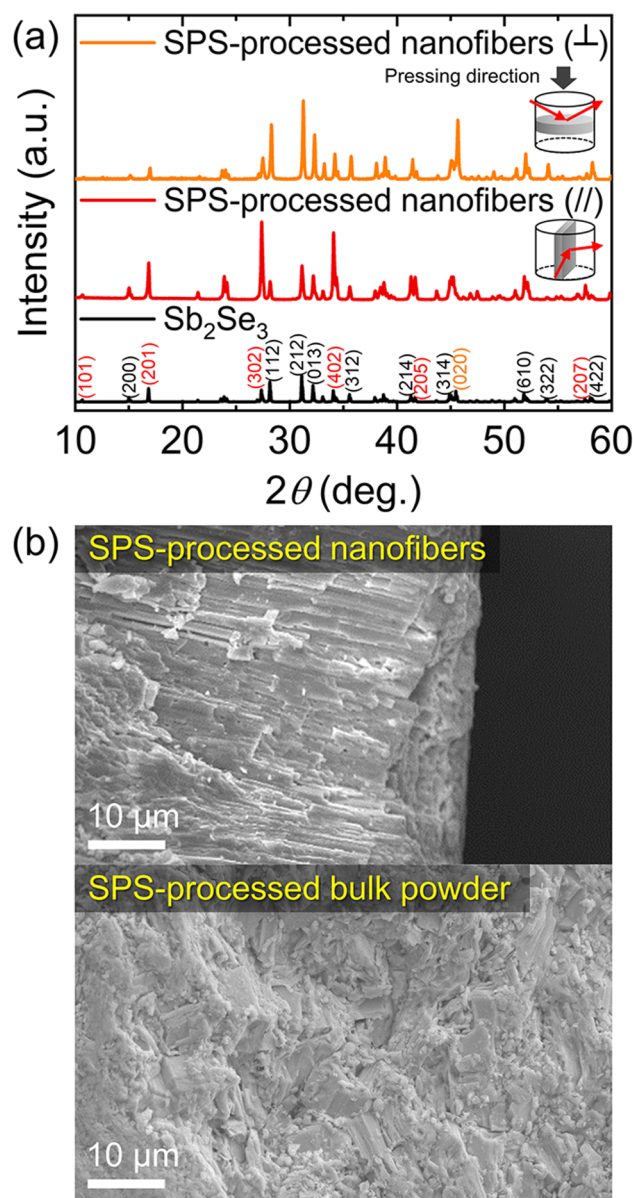 (a)
SPS-processed nanofibers (⊥)
Pressing direction
SPS-processed nanofibers (//)
Sb₂Se₃
(101)
(200)
(201)
(302)
(112)
(212)
(013)
(402)
(312)
(214)
(205)
(314)
(020)
(610)
(322)
(207)
(422)
Intensity (a.u.)
10 20 30 40 50 60
2θ (deg.)
(b)
SPS-processed nanofibers
10 μm
SPS-processed bulk powder
10 μm